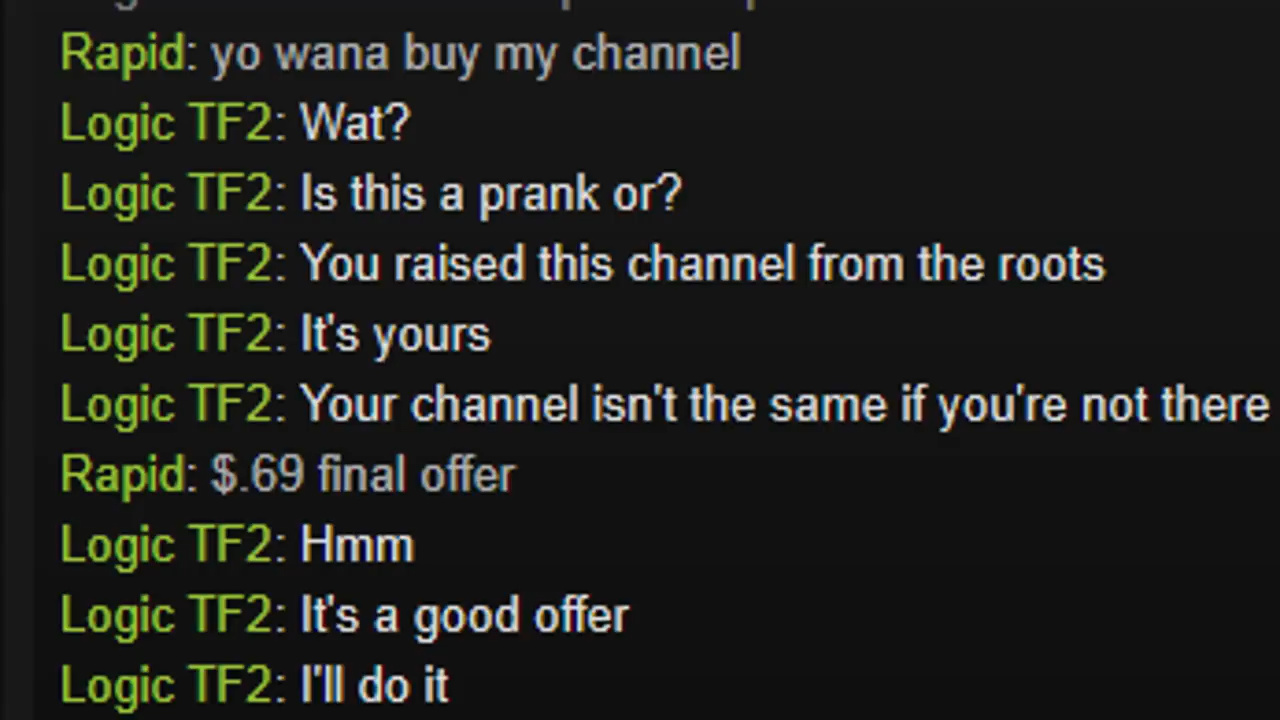 Rapid: yo wana buy my channel
Logic TF2: Wat?
Logic TF2: Is this a prank or?
Logic TF2: You raised this channel from the roots
Logic TF2: It's yours
Logic TF2: Your channel isn't the same if you're not there
Rapid: $.69 final offer
Logic TF2: Hmm
Logic TF2: It's a good offer
Logic TF2: I'll do it